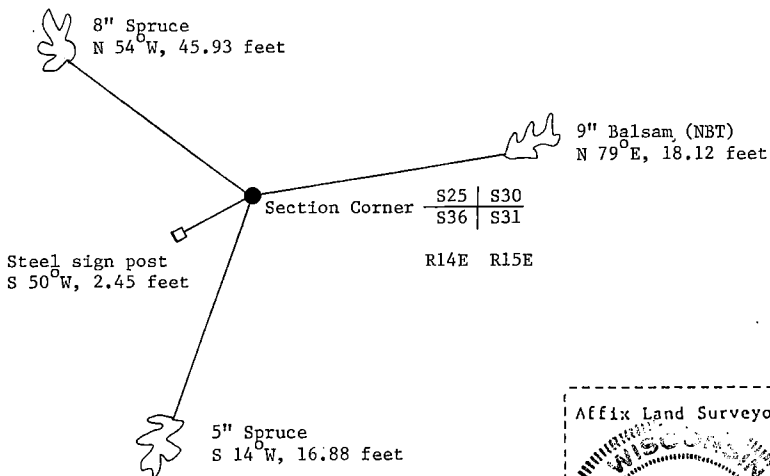 8" Spruce
N 54°W, 45.93 feet
9" Balsam (NBT)
N 79°E, 18.12 feet
Section Corner
S25 | S30
S36 | S31
R14E R15E
Steel sign post
S 50°W, 2.45 feet
5" Spruce
S 14°W, 16.88 feet
Affix Land Surveyo
WISCONSIN